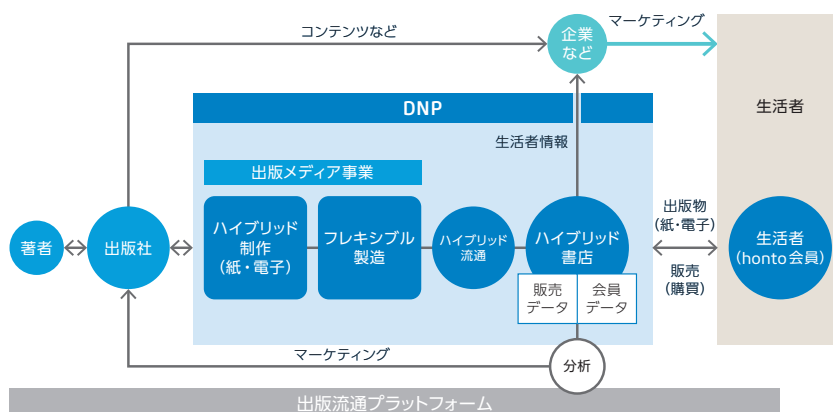 コンテンツなど
企業
など
マーケティング
生活者
DNP
生活者情報
出版メディア事業
著者
出版社
ハイブリッド
制作
(紙・電子)
フレキシブル
製造
ハイブリッド
流通
ハイブリッド
書店
販売
データ
会員
データ
出版物
(紙・電子)
販売
(購買)
生活者
(honto会員)
マーケティング
分析
出版流通プラットフォーム